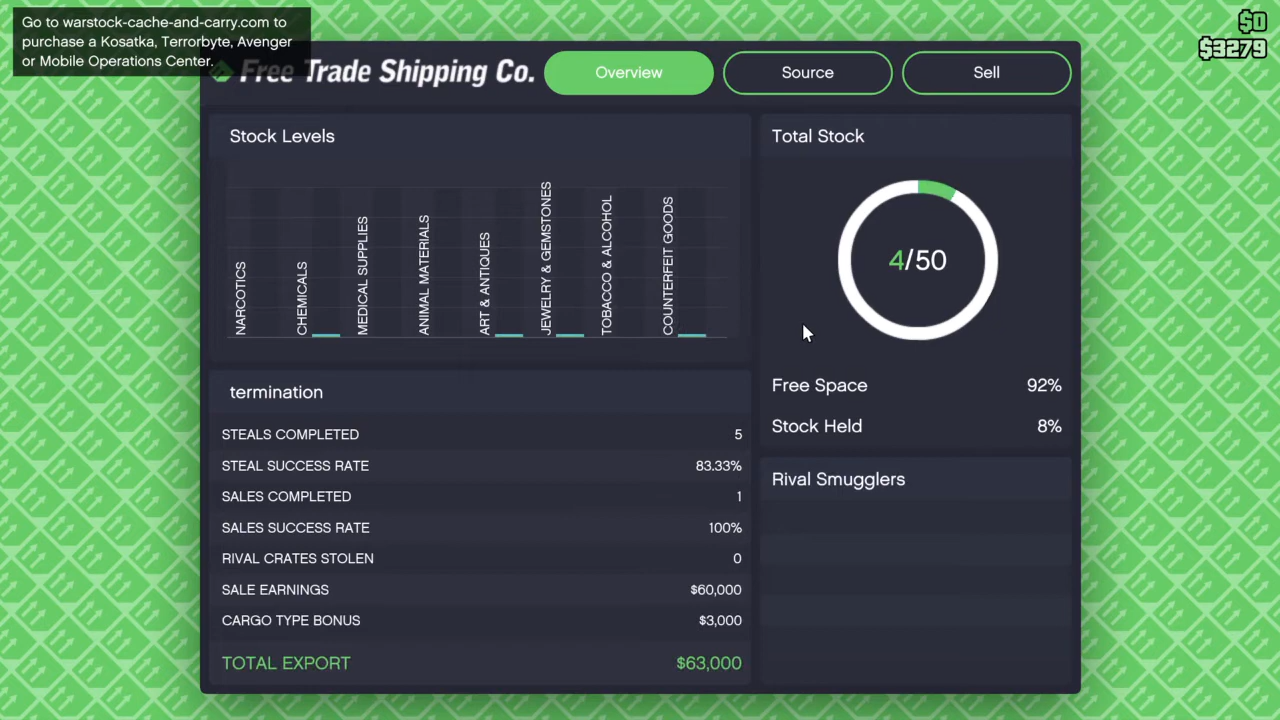 Go to warstock-cache-and-carry.com to
purchase a Kosatka, Terrorbyte, Avenger
or Mobile Operations Center.
$0
$3279
Free Trade Shipping Co.
Overview
Source
Sell
Stock Levels
NARCOTICS
CHEMICALS
MEDICAL SUPPLIES
ANIMAL MATERIALS
ART & ANTIQUES
JEWELRY & GEMSTONES
TOBACCO & ALCOHOL
COUNTERFEIT GOODS
Total Stock
4/50
Free Space 92%
Stock Held 8%
termination
STEALS COMPLETED 5
STEAL SUCCESS RATE 83.33%
SALES COMPLETED 1
SALES SUCCESS RATE 100%
RIVAL CRATES STOLEN 0
SALE EARNINGS $60,000
CARGO TYPE BONUS $3,000
TOTAL EXPORT $63,000
Rival Smugglers